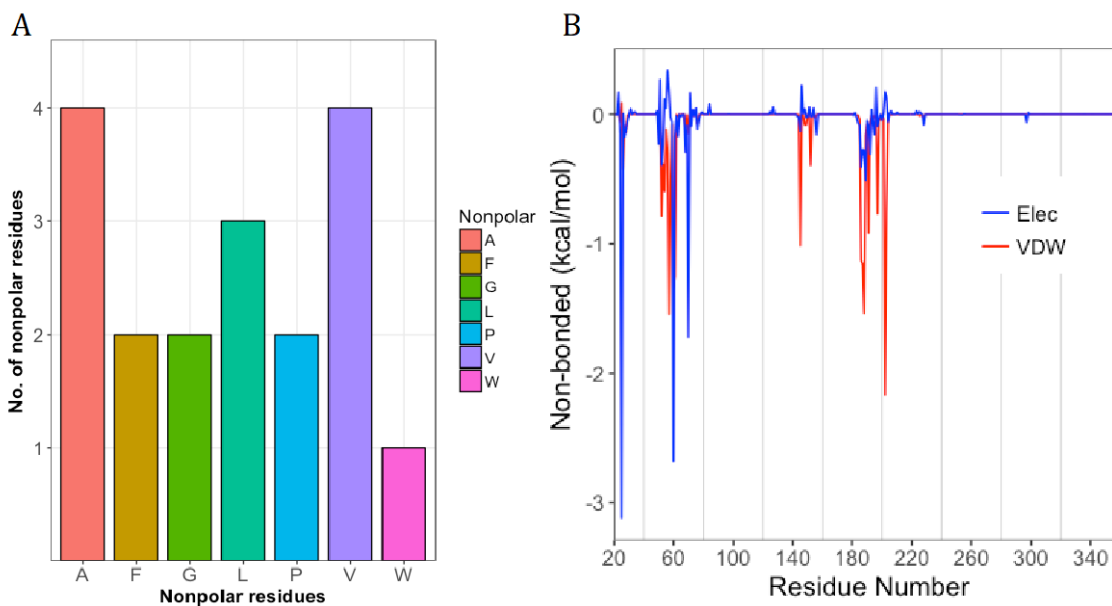 A
No. of nonpolar residues
4
3
2
1
A F G L P V W
Nonpolar residues
Nonpolar
A
F
G
L
P
V
W
B
Non-bonded (kcal/mol)
0
-1
-2
-3
20 60 100 140 180 220 260 300 340
Residue Number
Elec
VDW